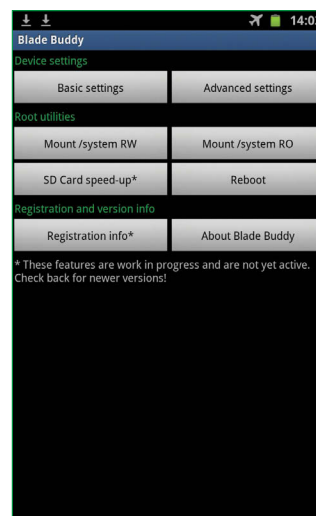 14:03
Blade Buddy
Device settings
Basic settings
Advanced settings
Root utilities
Mount /system RW
Mount /system RO
SD Card speed-up*
Reboot
Registration and version info
Registration info*
About Blade Buddy
* These features are work in progress and are not yet active.
Check back for newer versions!